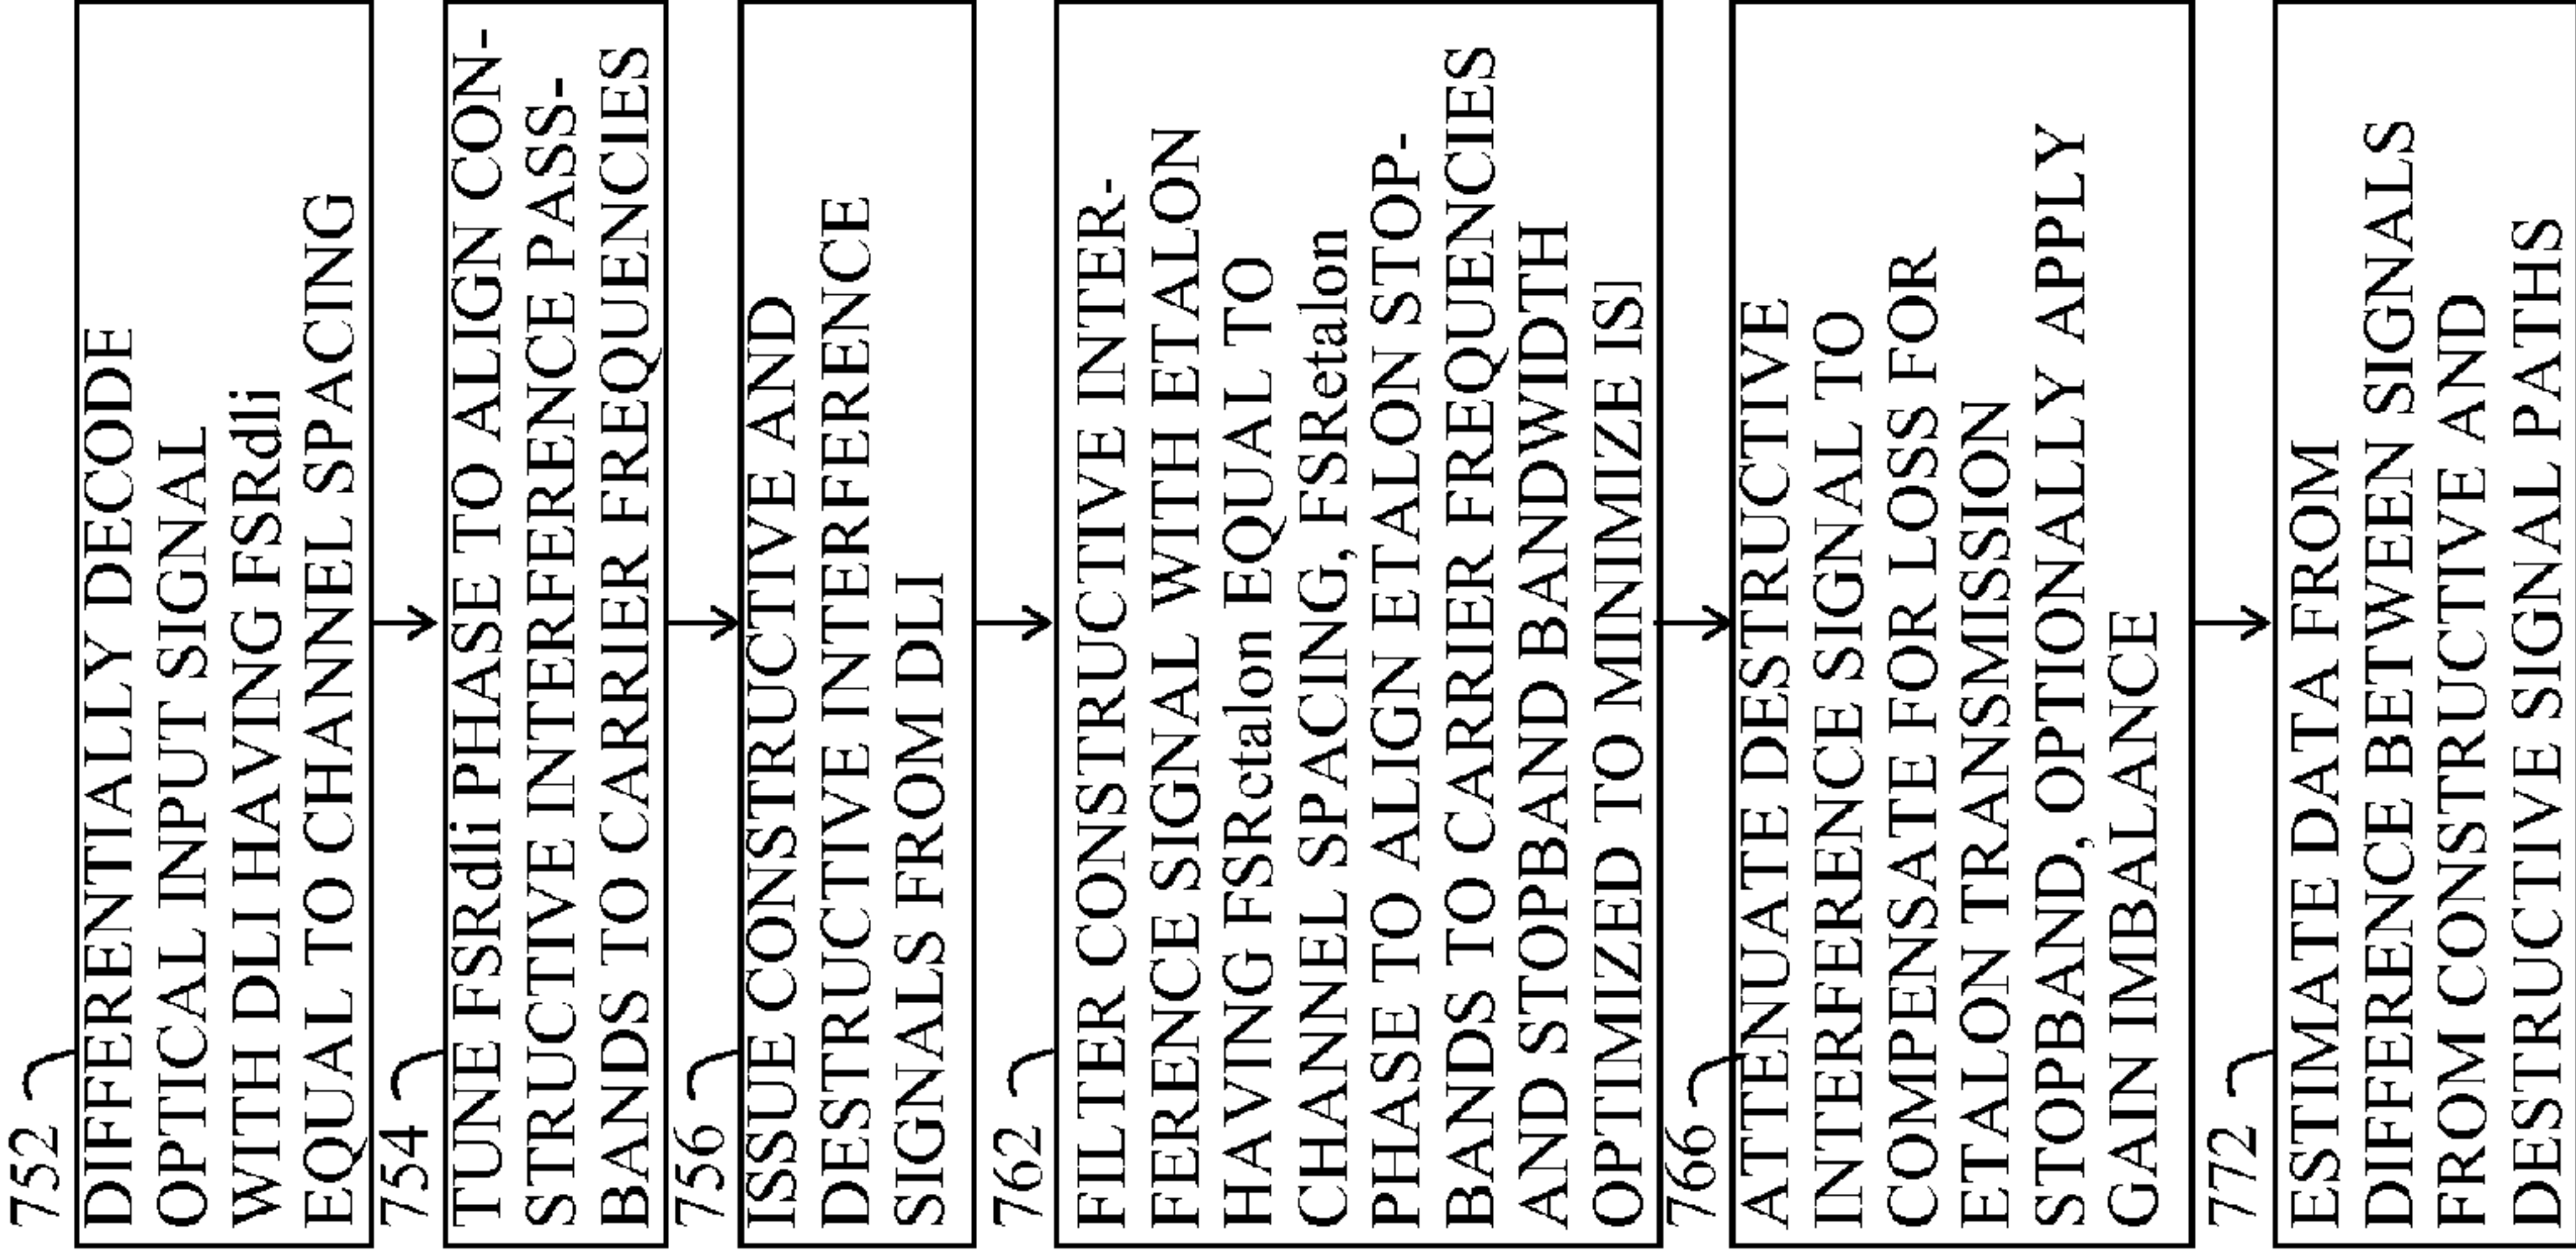 752
DIFFERENTIALLY DECODE
OPTICAL INPUT SIGNAL
WITH DLI HAVING FSRdli
EQUAL TO CHANNEL SPACING
754
TUNE FSRdli PHASE TO ALIGN CON-
STRUCTIVE INTERFERENCE PASS-
BANDS TO CARRIER FREQUENCIES
756
ISSUE CONSTRUCTIVE AND
DESTRUCTIVE INTERFERENCE
SIGNALS FROM DLI
762
FILTER CONSTRUCTIVE INTER-
FERENCE SIGNAL WITH ETALON
HAVING FSRetalon EQUAL TO
CHANNEL SPACING, FSRetalon
PHASE TO ALIGN ETALON STOP-
BANDS TO CARRIER FREQUENCIES
AND STOPBAND BANDWIDTH
OPTIMIZED TO MINIMIZE ISI
766
ATTENUATE DESTRUCTIVE
INTERFERENCE SIGNAL TO
COMPENSATE FOR LOSS FOR
ETALON TRANSMISSION
STOPBAND, OPTIONALLY APPLY
GAIN IMBALANCE
772
ESTIMATE DATA FROM
DIFFERENCE BETWEEN SIGNALS
FROM CONSTRUCTIVE AND
DESTRUCTIVE SIGNAL PATHS